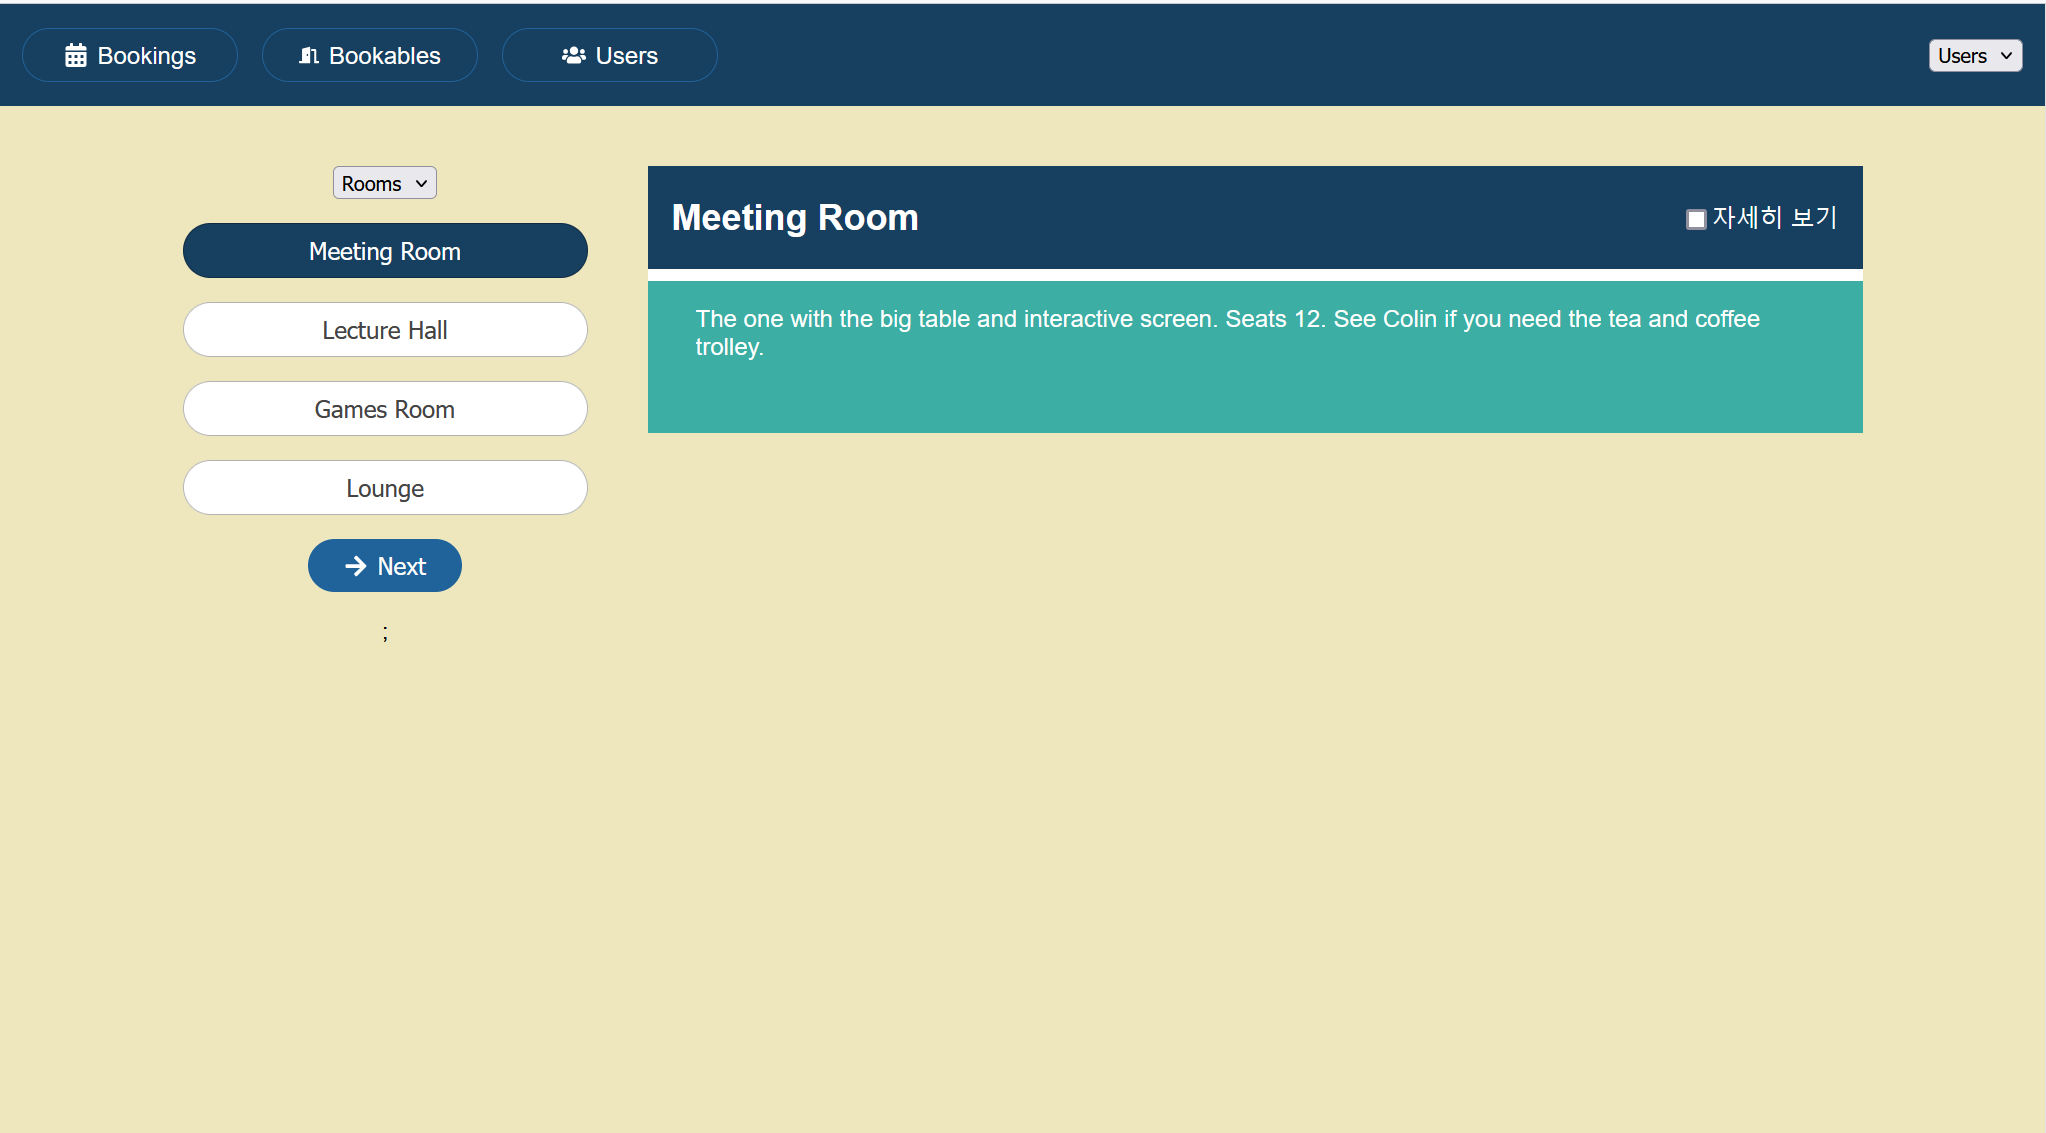 Bookings
Bookables
Users
Users
Rooms
Meeting Room
Lecture Hall
Games Room
Lounge
Next
;
Meeting Room
자세히 보기
The one with the big table and interactive screen. Seats 12. See Colin if you need the tea and coffee
trolley.